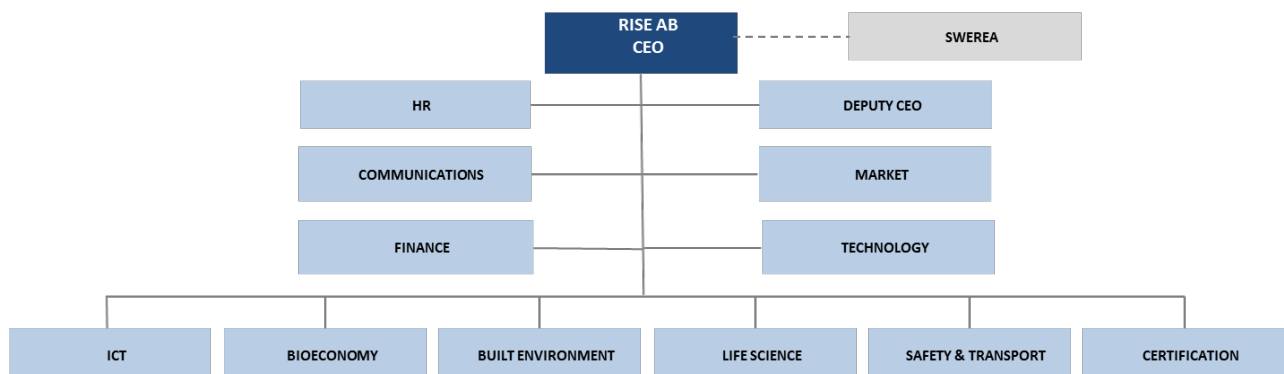 RISE AB
CEO
SWEREA
HR
DEPUTY CEO
COMMUNICATIONS
MARKET
FINANCE
TECHNOLOGY
ICT
BIOECONOMY
BUILT ENVIRONMENT
LIFE SCIENCE
SAFETY & TRANSPORT
CERTIFICATION